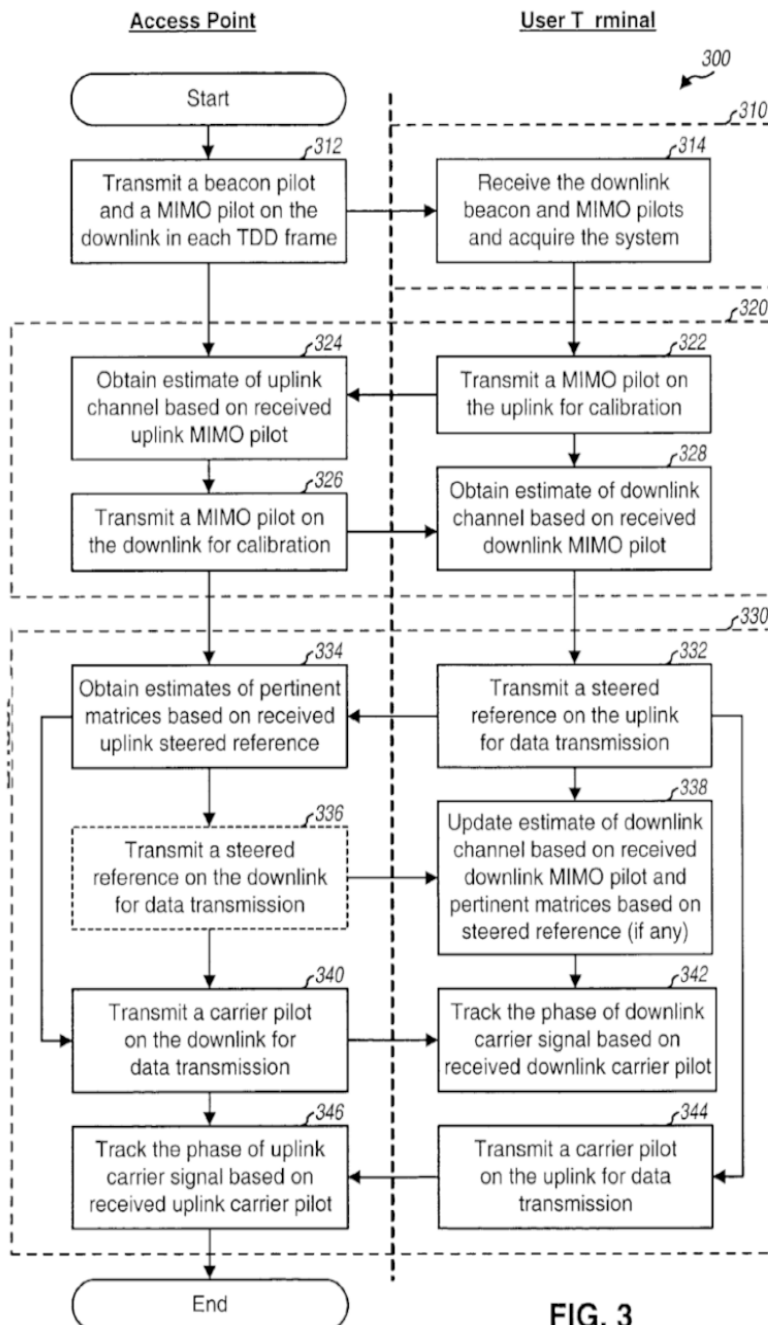 Access Point
User T rminal
300
Start
310
312
Transmit a beacon pilot
and a MIMO pilot on the
downlink in each TDD frame
314
Receive the downlink
beacon and MIMO pilots
and acquire the system
320
324
Obtain estimate of uplink
channel based on received
uplink MIMO pilot
322
Transmit a MIMO pilot on
the uplink for calibration
326
Transmit a MIMO pilot on
the downlink for calibration
328
Obtain estimate of downlink
channel based on received
downlink MIMO pilot
330
334
Obtain estimates of pertinent
matrices based on received
uplink steered reference
332
Transmit a steered
reference on the uplink
for data transmission
336
Transmit a steered
reference on the downlink
for data transmission
338
Update estimate of downlink
channel based on received
downlink MIMO pilot and
pertinent matrices based on
steered reference (if any)
340
Transmit a carrier pilot
on the downlink for
data transmission
342
Track the phase of downlink
carrier signal based on
received downlink carrier pilot
346
Track the phase of uplink
carrier signal based on
received uplink carrier pilot
344
Transmit a carrier pilot
on the uplink for data
transmission
End
FIG. 3